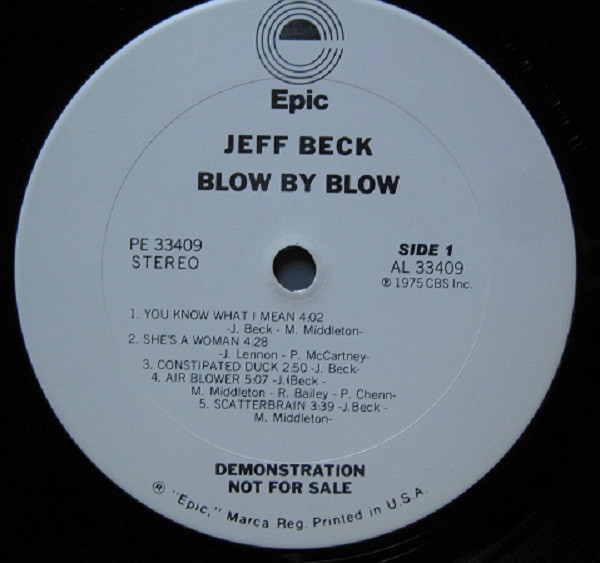 Epic
JEFF BECK
BLOW BY BLOW
PE 33409
STEREO
SIDE 1
AL 33409
℗ 1975 CBS Inc.
1. YOU KNOW WHAT I MEAN 4:02
-J. Beck - M. Middleton-
2. SHE'S A WOMAN 4:28
-J. Lennon - P. McCartney-
3. CONSTIPATED DUCK 2:50 -J. Beck-
4. AIR BLOWER 5:07 -J. (Beck -
M. Middleton - R. Bailey - P. Chenn-
5. SCATTERBRAIN 3:39 -J. Beck -
M. Middleton-
DEMONSTRATION
NOT FOR SALE
® "Epic," Marca Reg. Printed in U.S.A.